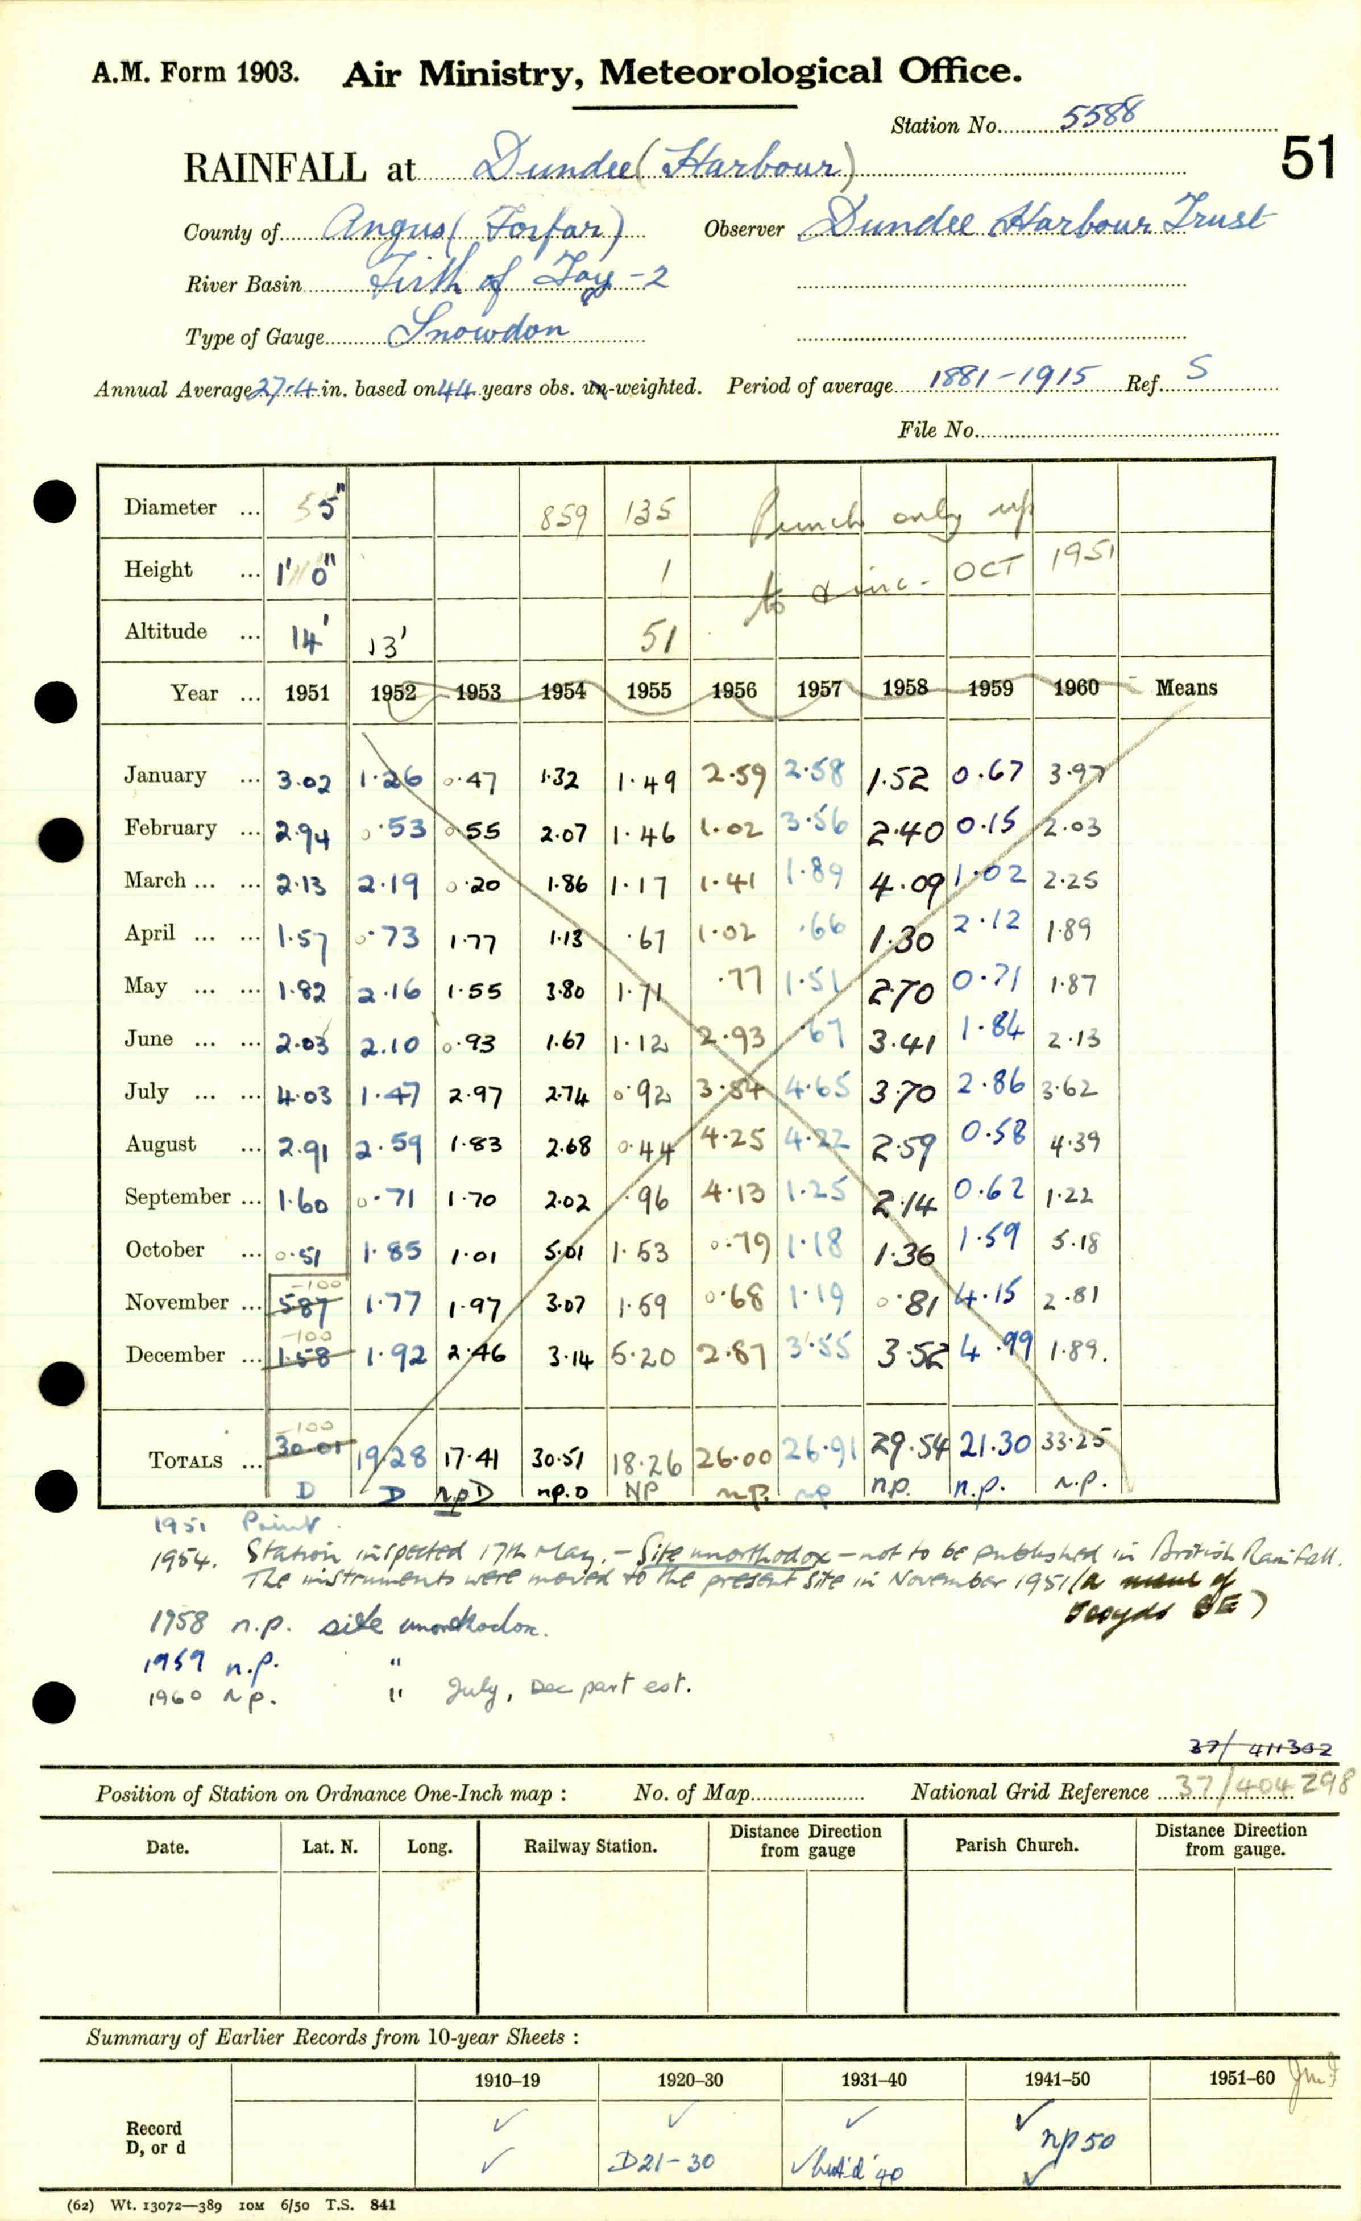 A.M. Form 1903. Air Ministry, Meteorological Office.
Station No. 5588
51
RAINFALL at Dundee (Harbour)
County of Angus (Forfar) Observer Dundee Harbour Trust
River Basin Firth of Tay - 2
Type of Gauge Snowdon
Annual Average 27.4 in. based on 44 years obs. un-weighted. Period of average 1881-1915 Ref. S
File No.
Diameter ... 5" 859 135 Punch only up
Height ... 1' 0" 1 to & inc. OCT 1951
Altitude ... 14' 13' 51
Year ... 1951 1952 1953 1954 1955 1956 1957 1958 1959 1960 Means
January ... 3.02 1.26 0.47 1.32 1.49 2.59 2.58 1.52 0.67 3.97
February ... 2.94 0.53 0.55 2.07 1.46 1.02 3.56 2.40 0.15 2.03
March ... ... 2.13 2.19 0.20 1.86 1.17 1.41 1.89 4.09 1.02 2.25
April ... ... 1.57 0.73 1.77 1.13 .67 1.02 .66 1.30 2.12 1.89
May ... ... 1.82 2.16 1.55 3.80 1.71 .77 1.51 2.70 0.71 1.87
June ... ... 2.03 2.10 0.93 1.67 1.12 2.93 .67 3.41 1.84 2.13
July ... ... 4.03 1.47 2.97 2.74 0.92 3.54 4.65 3.70 2.86 3.62
August ... 2.91 2.59 1.83 2.68 0.44 4.25 4.22 2.59 0.58 4.39
September ... 1.60 0.71 1.70 2.02 .96 4.13 1.25 2.14 0.62 1.22
October ... 0.51 1.85 1.01 5.01 1.53 0.79 1.18 1.36 1.59 5.18
-100
November ... 5.87 1.77 1.97 3.07 1.59 0.68 1.19 0.81 4.15 2.81
-100
December ... 1.58 1.92 2.46 3.14 5.20 2.87 3.55 3.52 4.99 1.89.
-100
TOTALS ... 30.01 19.28 17.41 30.51 18.26 26.00 26.91 29.54 21.30 33.25
D D npD np.D NP n.p. np n.p. n.p. n.p.
1951 Print.
1954. Station inspected 17th May. - Site unorthodox - not to be published in British Rainfall.
The instruments were moved to the present site in November 1951 (a
yds SE)
1958 n.p. site unorthodox.
1959 n.p. "
1960 n.p. " July, Dec part est.
37/411302
Position of Station on Ordnance One-Inch map : No. of Map National Grid Reference 37/404298
Date. Lat. N. Long. Railway Station. Distance Direction from gauge Parish Church. Distance Direction from gauge.
Summary of Earlier Records from 10-year Sheets :
1910–19 1920–30 1931–40 1941–50 1951–60
Record ✓ ✓ ✓ ✓ np 50
D, or d ✓ D21-30 ✓ '40 ✓
(62) Wt. 13072—389 10M 6/50 T.S. 841